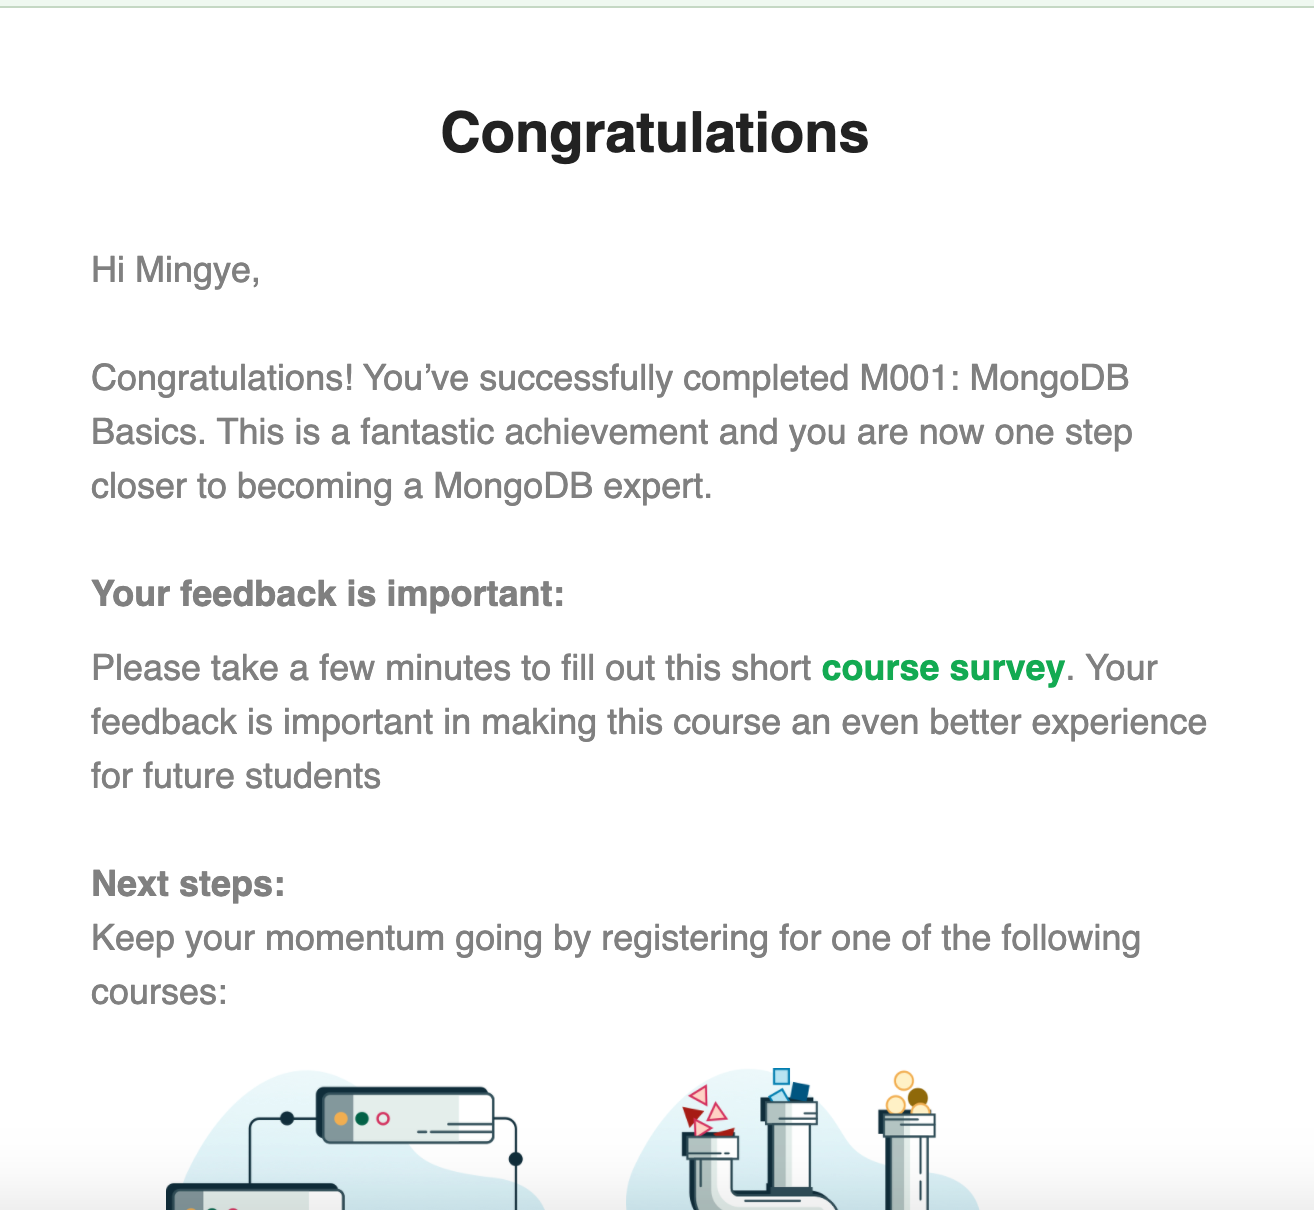 Congratulations
Hi Mingye,
Congratulations! You’ve successfully completed M001: MongoDB
Basics. This is a fantastic achievement and you are now one step
closer to becoming a MongoDB expert.
Your feedback is important:
Please take a few minutes to fill out this short course survey. Your
feedback is important in making this course an even better experience
for future students
Next steps:
Keep your momentum going by registering for one of the following
courses: